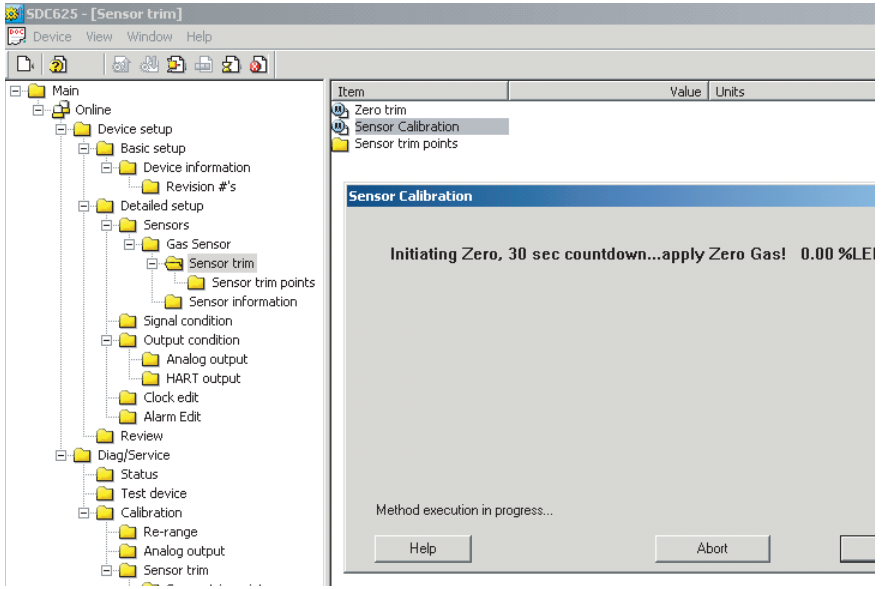 SDC625 - [Sensor trim]
Device View Window Help
Main
Online
Device setup
Basic setup
Device information
Revision #'s
Detailed setup
Sensors
Gas Sensor
Sensor trim
Sensor trim points
Sensor information
Signal condition
Output condition
Analog output
HART output
Clock edit
Alarm Edit
Review
Diag/Service
Status
Test device
Calibration
Re-range
Analog output
Sensor trim
Item Value Units
Zero trim
Sensor Calibration
Sensor trim points
Sensor Calibration
Initiating Zero, 30 sec countdown...apply Zero Gas! 0.00 %LE
Method execution in progress...
Help Abort